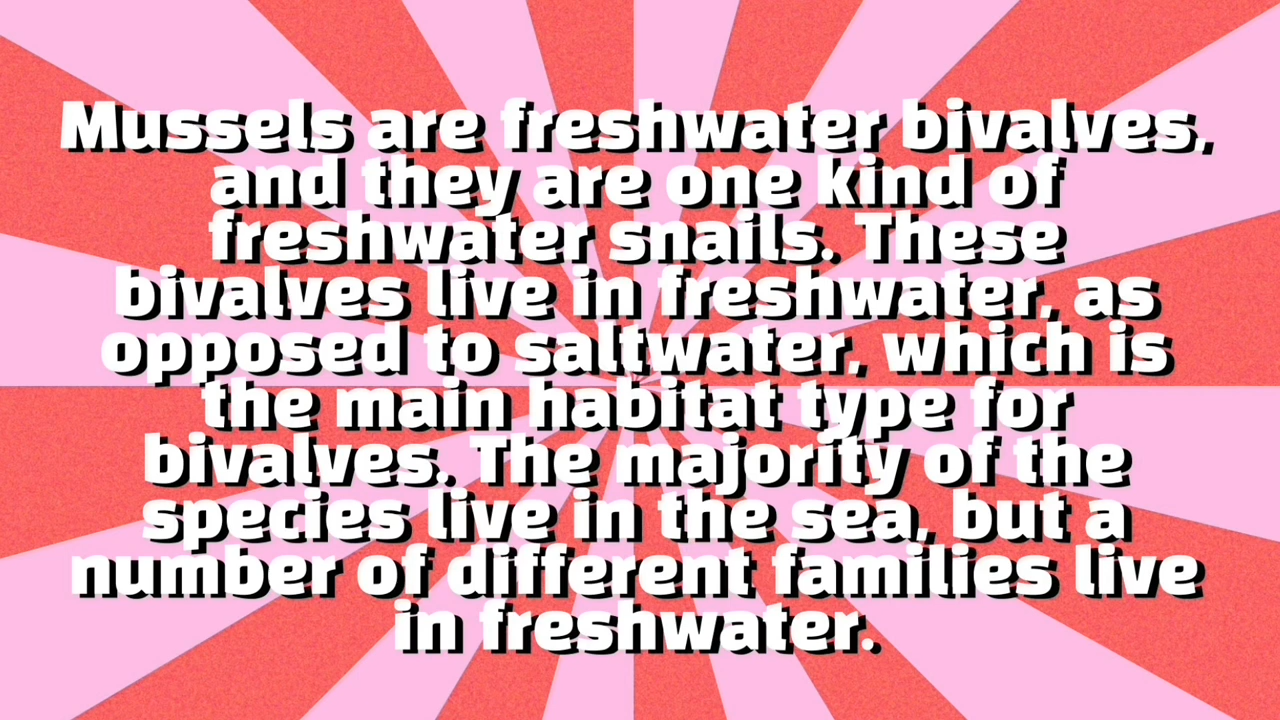 Mussels are freshwater bivalves,
and they are one kind of
freshwater snails. These
bivalves live in freshwater, as
opposed to saltwater, which is
the main habitat type for
bivalves. The majority of the
species live in the sea, but a
number of different families live
in freshwater.